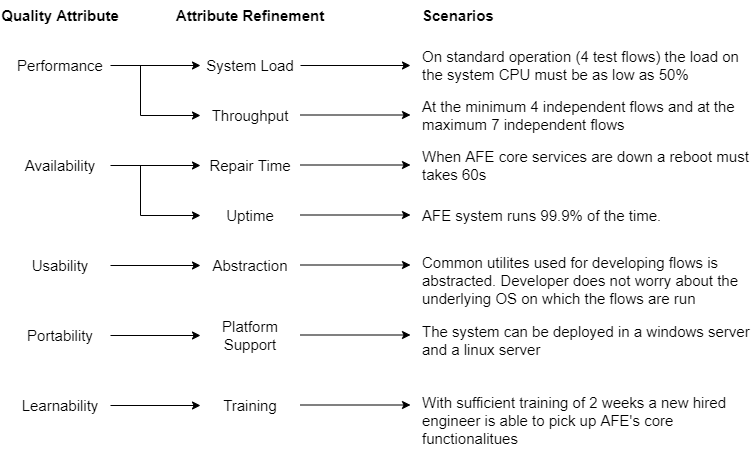 Quality Attribute Attribute Refinement Scenarios
Performance System Load On standard operation (4 test flows) the load on
the system CPU must be as low as 50%
Throughput At the minimum 4 independent flows and at the
maximum 7 independent flows
Availability Repair Time When AFE core services are down a reboot must
takes 60s
Uptime AFE system runs 99.9% of the time.
Usability Abstraction Common utilites used for developing flows is
abstracted. Developer does not worry about the
underlying OS on which the flows are run
Portability Platform
Support The system can be deployed in a windows server
and a linux server
Learnability Training With sufficient training of 2 weeks a new hired
engineer is able to pick up AFE's core
functionalitues